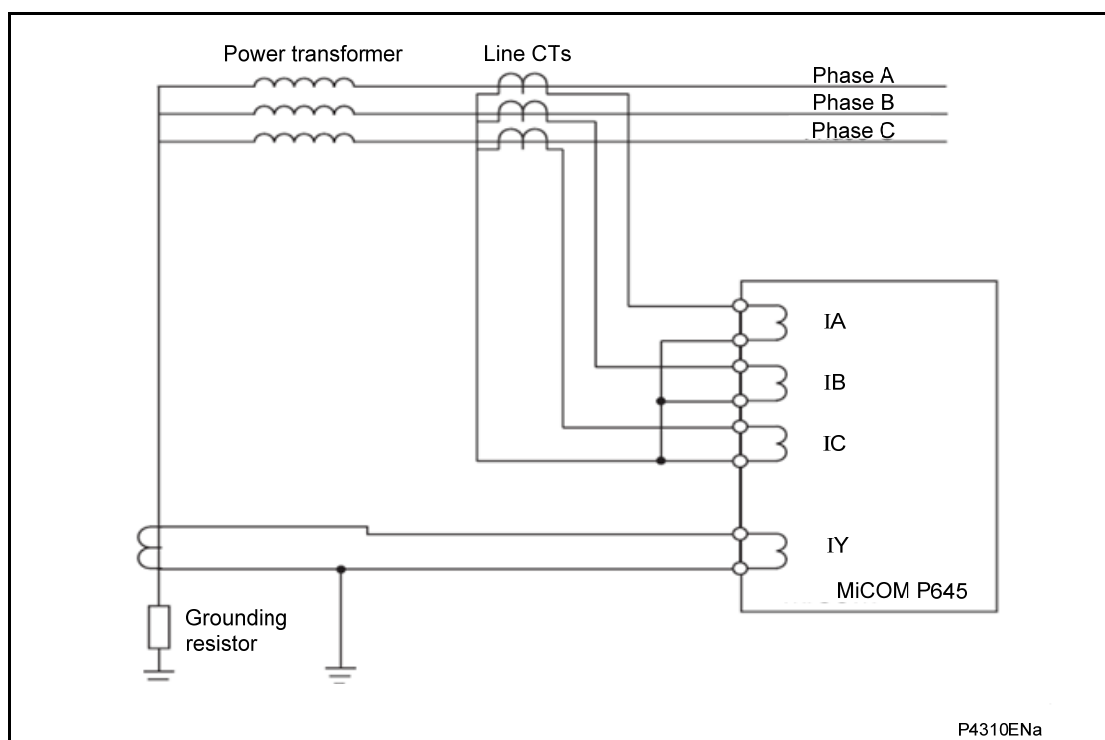 Power transformer
Line CTs
Phase A
Phase B
Phase C
IA
IB
IC
IY
MiCOM P645
Grounding
resistor
P4310ENa